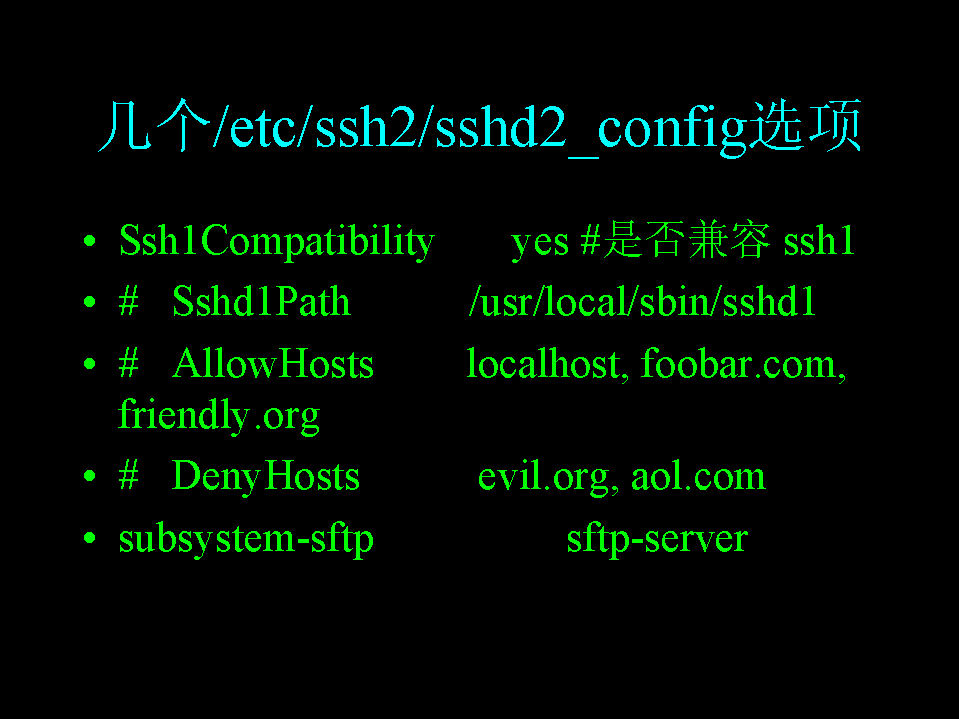 几个/etc/ssh2/sshd2_config选项
• Ssh1Compatibility yes #是否兼容 ssh1
• # Sshd1Path /usr/local/sbin/sshd1
• # AllowHosts localhost, foobar.com,
friendly.org
• # DenyHosts evil.org, aol.com
• subsystem-sftp sftp-server